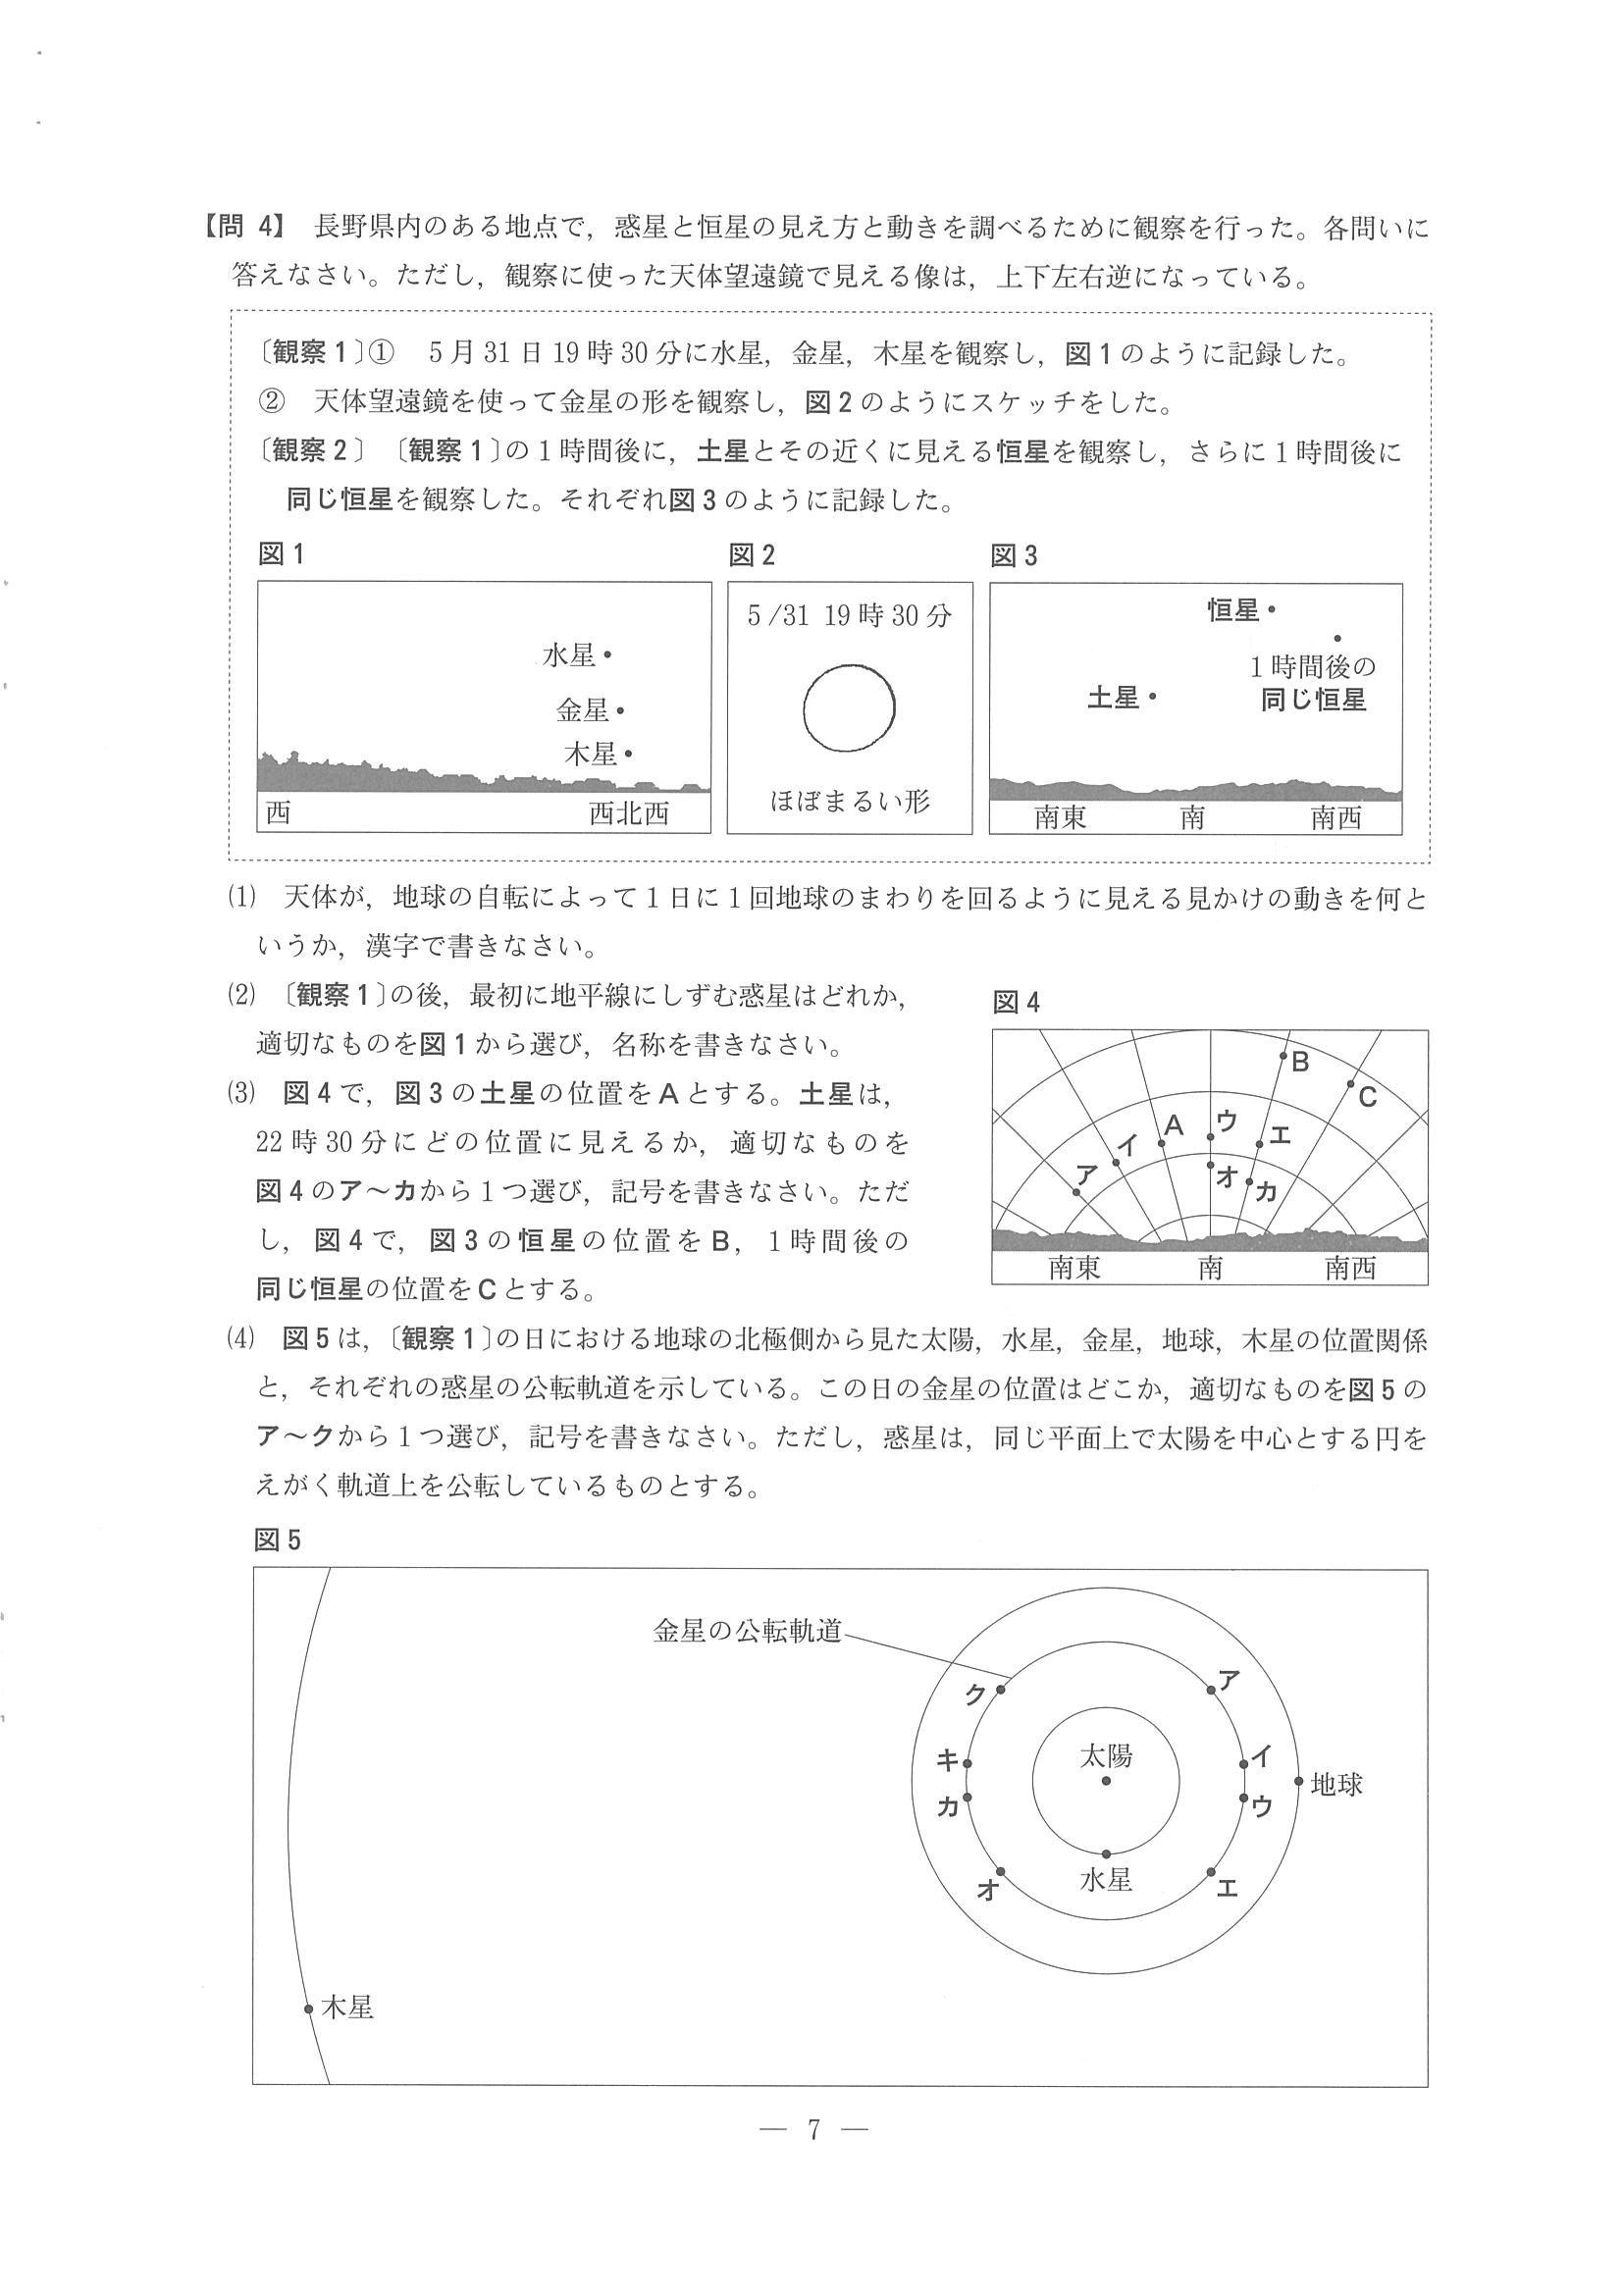 【問 4】 長野県内のある地点で，惑星と恒星の見え方と動きを調べるために観察を行った。各問いに
答えなさい。ただし，観察に使った天体望遠鏡で見える像は，上下左右逆になっている。
〔観察1〕① 5月31日19時30分に水星，金星，木星を観察し，図1のように記録した。
② 天体望遠鏡を使って金星の形を観察し，図2のようにスケッチをした。
〔観察2〕〔観察1〕の1時間後に，土星とその近くに見える恒星を観察し，さらに1時間後に
同じ恒星を観察した。それぞれ図3のように記録した。
図1
水星
金星
木星
西
西北西
図2
5/31 19時30分
ほぼまるい形
図3
恒星
1時間後の
同じ恒星
土星
南東
南
南西
(1) 天体が，地球の自転によって1日に1回地球のまわりを回るように見える見かけの動きを何と
いうか，漢字で書きなさい。
(2) 〔観察1〕の後，最初に地平線にしずむ惑星はどれか，
適切なものを図1から選び，名称を書きなさい。
(3) 図4で，図3の土星の位置をAとする。土星は，
22時30分にどの位置に見えるか，適切なものを
図4のア～カから1つ選び，記号を書きなさい。ただ
し，図4で，図3の恒星の位置をB，1時間後の
同じ恒星の位置をCとする。
図4
B
C
A
ウ
エ
イ
ア
オ
カ
南東
南
南西
(4) 図5は，〔観察1〕の日における地球の北極側から見た太陽，水星，金星，地球，木星の位置関係
と，それぞれの惑星の公転軌道を示している。この日の金星の位置はどこか，適切なものを図5の
ア～クから1つ選び，記号を書きなさい。ただし，惑星は，同じ平面上で太陽を中心とする円を
えがく軌道上を公転しているものとする。
図5
金星の公転軌道
ク
ア
キ
太陽
イ
カ
ウ
地球
オ
水星
エ
木星
― 7 ―